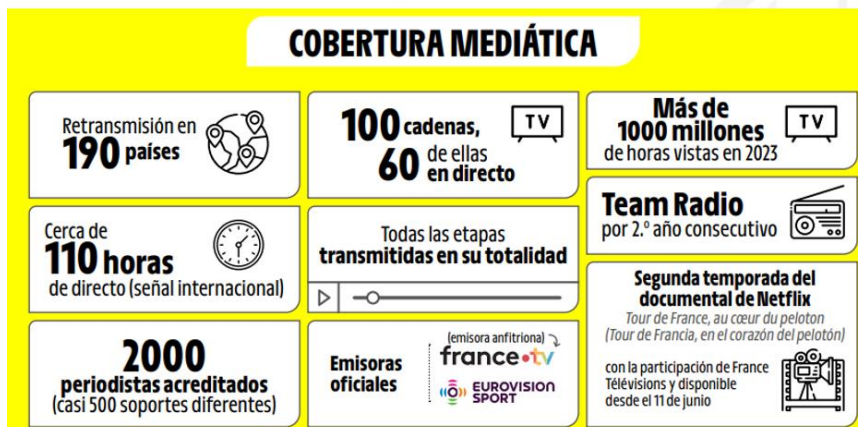 COBERTURA MEDIÁTICA
Retransmisión en
190 países
100 cadenas,
60 de ellas
en directo
TV
Más de
1000 millones
de horas vistas en 2023
TV
Cerca de
110 horas
de directo (señal internacional)
Todas las etapas
transmitidas en su totalidad
Team Radio
por 2.º año consecutivo
2000
periodistas acreditados
(casi 500 soportes diferentes)
Emisoras
oficiales
(emisora anfitriona)
france•tv
EUROVISION
SPORT
Segunda temporada del
documental de Netflix
Tour de France, au cœur du peloton
(Tour de Francia, en el corazón del pelotón)
con la participación de France
Télévisions y disponible
desde el 11 de junio